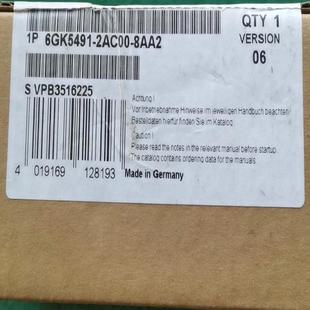 1P 6GK5491-2AC00-8AA2
QTY 1
VERSION
06
S VPB3516225
Achtung !
Vor Inbetriebnahme Hinweise im jeweiligen Handbuch beachten
Bestelldaten hierfür finden Sie im Katalog.
Caution !
Please read the notes in the relevant manual before startup.
The catalog contains ordering data for the manuals.
4 019169 128193
Made in Germany